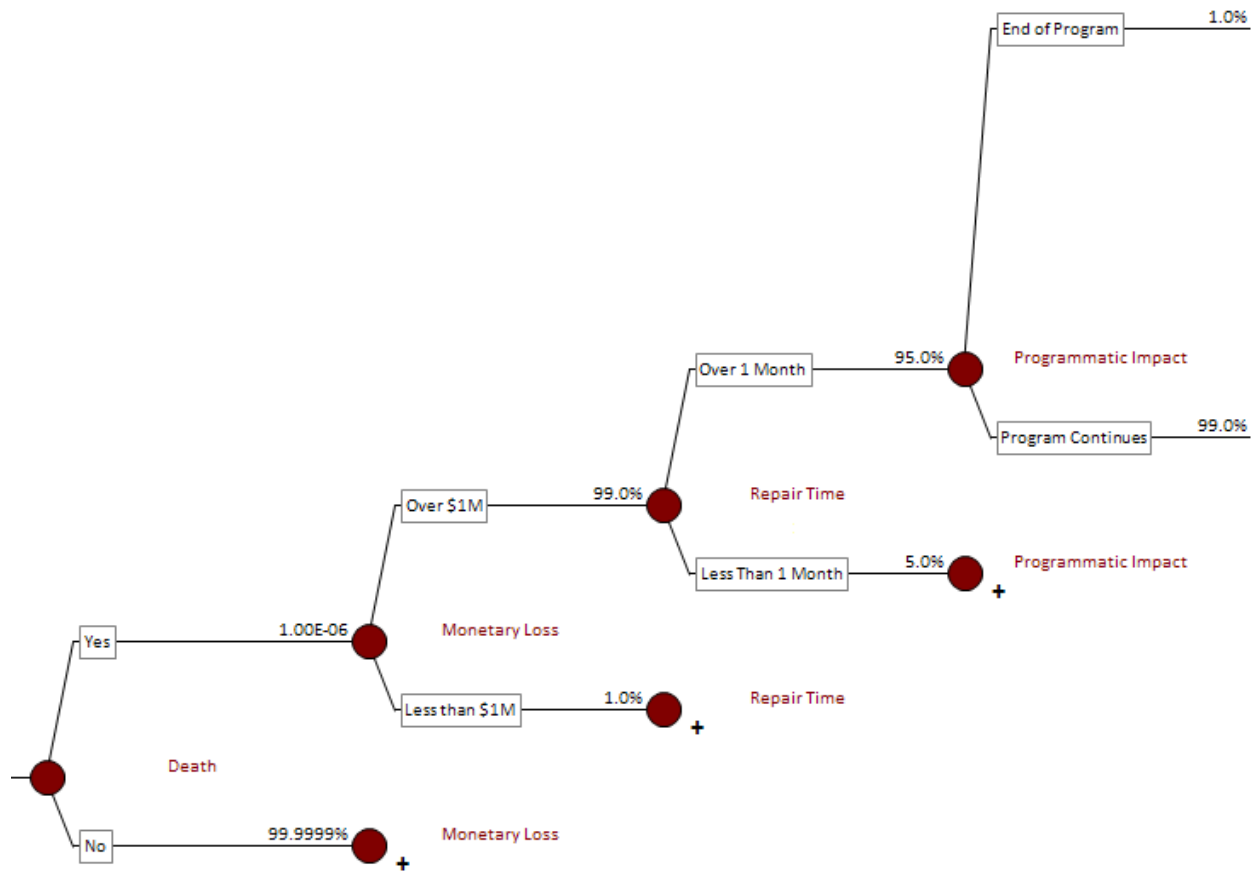 1.0%
End of Program
Over 1 Month
95.0%
Programmatic Impact
Program Continues
99.0%
Over $1M
99.0%
Repair Time
Less Than 1 Month
5.0%
Programmatic Impact
+
Yes
1.00E-06
Monetary Loss
Less than $1M
1.0%
Repair Time
+
Death
No
99.9999%
Monetary Loss
+